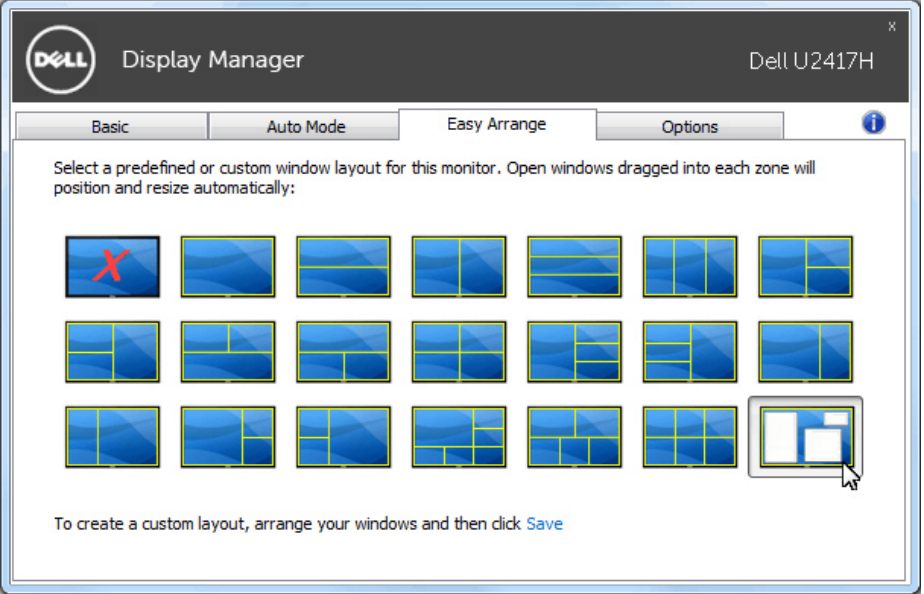 DELL
Display Manager
Dell U2417H
x
Basic
Auto Mode
Easy Arrange
Options
i
Select a predefined or custom window layout for this monitor. Open windows dragged into each zone will
position and resize automatically:
X
To create a custom layout, arrange your windows and then click Save